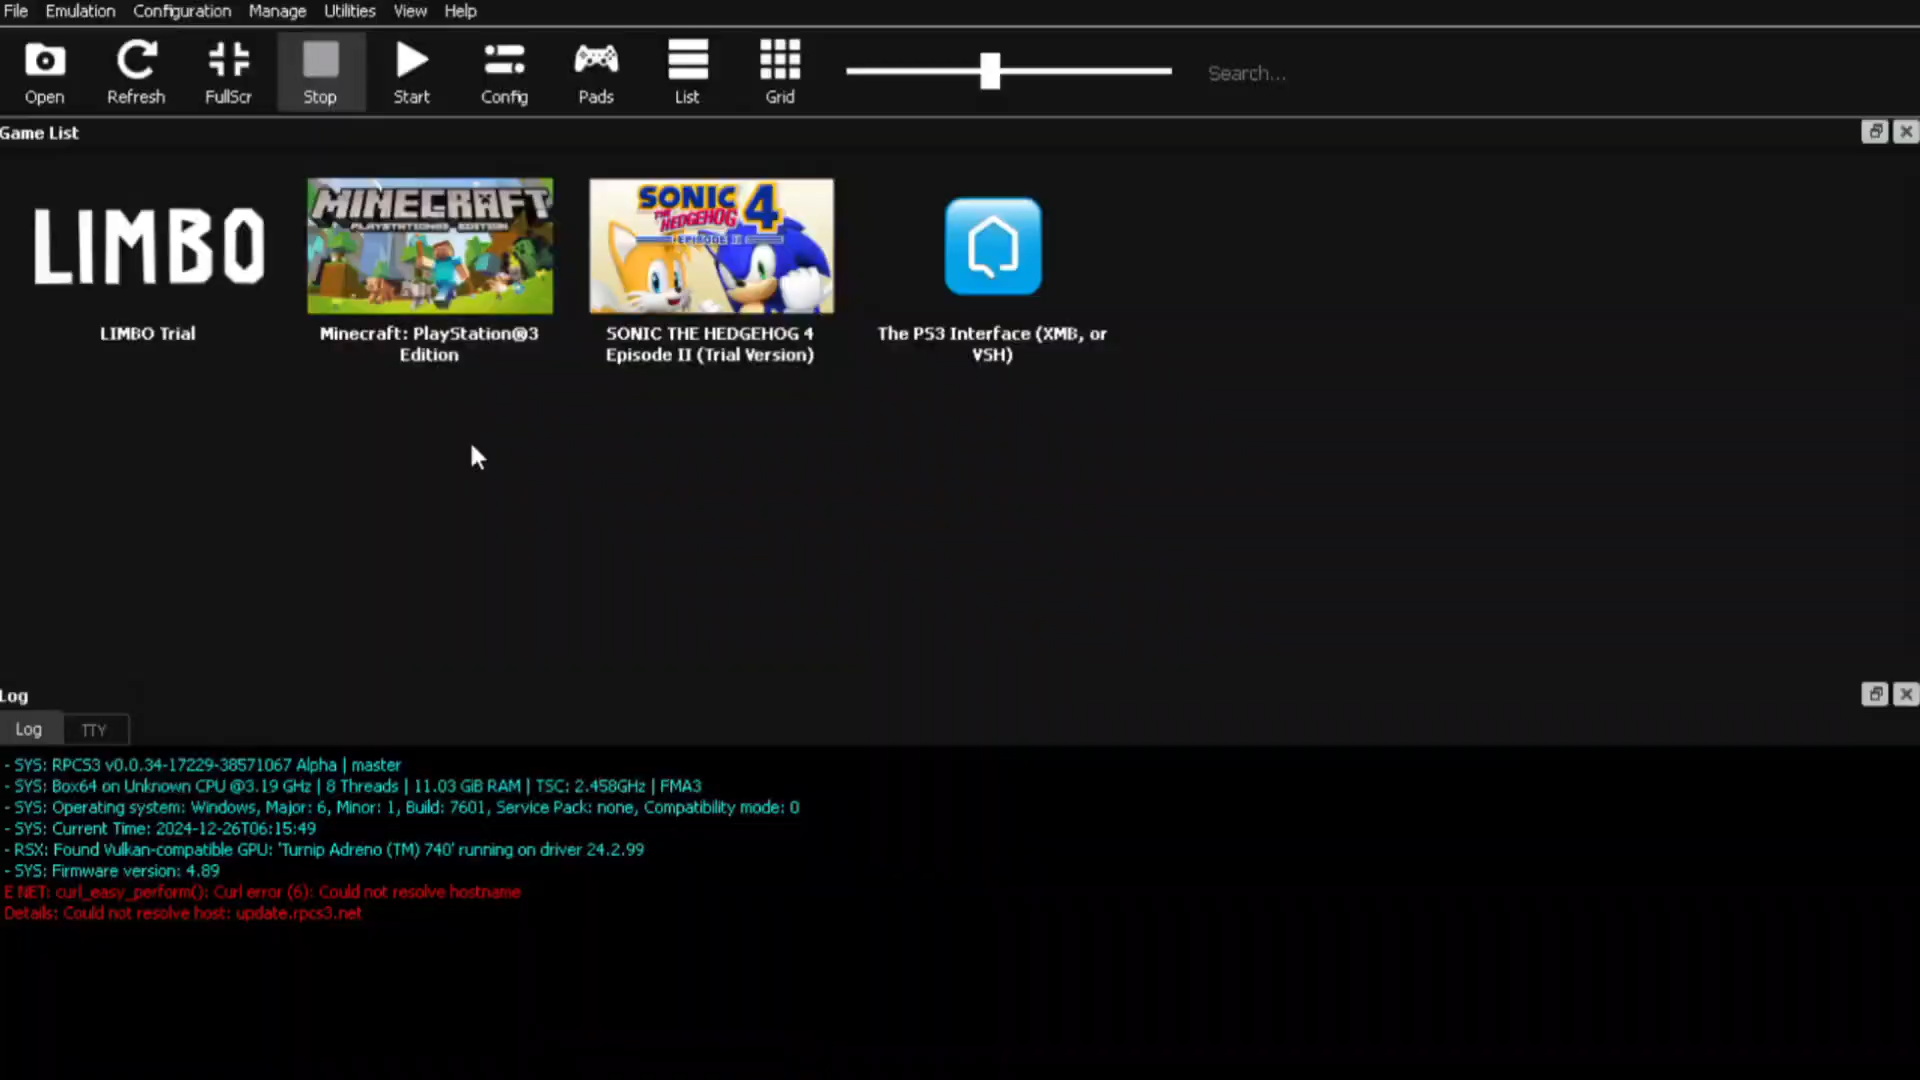 File Emulation Configuration Manage Utilities View Help
Open Refresh FullScr Stop Start Config Pads List Grid Search...
Game List
LIMBO
MINECRAFT
PLAYSTATION®3 EDITION
SONIC
THE HEDGEHOG 4
EPISODE II
LIMBO Trial
Minecraft: PlayStation®3
Edition
SONIC THE HEDGEHOG 4
Episode II (Trial Version)
The PS3 Interface (XMB, or
VSH)
Log
Log TTY
- SYS: RPCS3 v0.0.34-17229-38571067 Alpha | master
- SYS: Box64 on Unknown CPU @3.19 GHz | 8 Threads | 11.03 GiB RAM | TSC: 2.458GHz | FMA3
- SYS: Operating system: Windows, Major: 6, Minor: 1, Build: 7601, Service Pack: none, Compatibility mode: 0
- SYS: Current Time: 2024-12-26T06:15:49
- RSX: Found Vulkan-compatible GPU: 'Turnip Adreno (TM) 740' running on driver 24.2.99
- SYS: Firmware version: 4.89
E NET: curl_easy_perform(): Curl error (6): Could not resolve hostname
Details: Could not resolve host: update.rpcs3.net